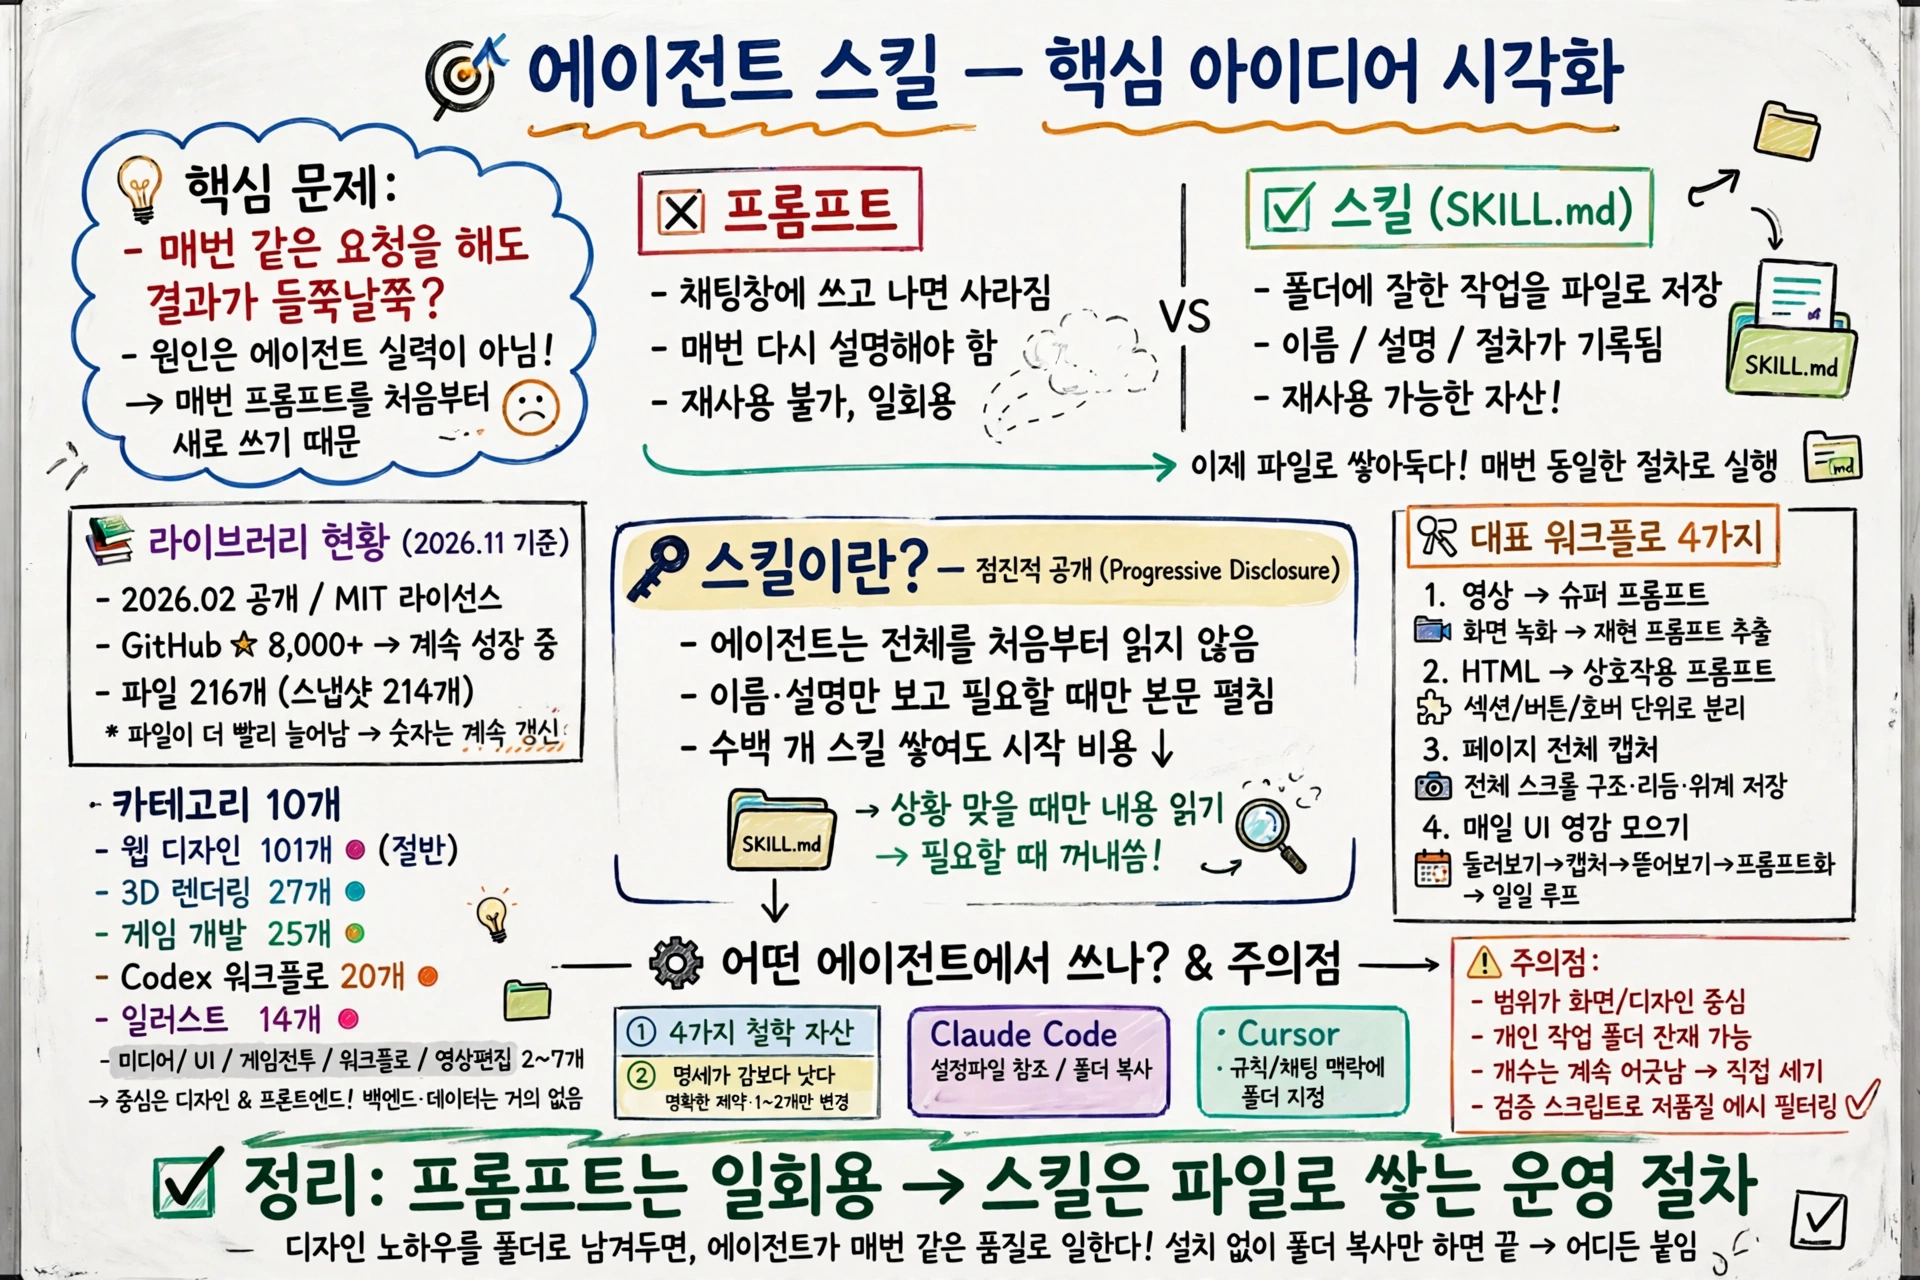 에이전트 스킬 — 핵심 아이디어 시각화
핵심 문제:
- 매번 같은 요청을 해도
결과가 들쭉날쭉?
- 원인은 에이전트 실력이 아님!
→ 매번 프롬프트를 처음부터
새로 쓰기 때문
프롬프트
- 채팅창에 쓰고 나면 사라짐
- 매번 다시 설명해야 함
- 재사용 불가, 일회용
VS
스킬 (SKILL.md)
- 폴더에 잘한 작업을 파일로 저장
- 이름 / 설명 / 절차가 기록됨
- 재사용 가능한 자산!
SKILL.md
이제 파일로 쌓아둑다! 매번 동일한 절차로 실행
md
라이브러리 현황 (2026.11 기준)
- 2026.02 공개 / MIT 라이선스
- GitHub ★ 8,000+ → 계속 성장 중
- 파일 216개 (스냅샷 214개)
* 파일이 더 빨리 늘어남 → 숫자는 계속 갱신
- 카테고리 10개
- 웹 디자인 101개 (절반)
- 3D 렌더링 27개
- 게임 개발 25개
- Codex 워크플로 20개
- 일러스트 14개
- 미디어/ UI / 게임전투 / 워크플로 / 영상편집 2~7개
→ 중심은 디자인 & 프론트엔드! 백엔드·데이터는 거의 없음
스킬이란? — 점진적 공개 (Progressive Disclosure)
- 에이전트는 전체를 처음부터 읽지 않음
- 이름·설명만 보고 필요할 때만 본문 펼침
- 수백 개 스킬 쌓여도 시작 비용 ↓
SKILL.md
→ 상황 맞을 때만 내용 읽기
→ 필요할 때 꺼내씀!
대표 워크플로 4가지
1. 영상 → 슈퍼 프롬프트
화면 녹화 → 재현 프롬프트 추출
2. HTML → 상호작용 프롬프트
섹션/버튼/호버 단위로 분리
3. 페이지 전체 캡처
전체 스크롤 구조·리듬·위계 저장
4. 매일 UI 영감 모으기
둘러보기→캡처→뜯어보기→프롬프트화
→ 일일 루프
어떤 에이전트에서 쓰나? & 주의점
① 4가지 철학 자산
② 명세가 감보다 낫다
명확한 제약·1~2개만 변경
Claude Code
설정파일 참조 / 폴더 복사
· Cursor
· 규칙/채팅 맥락에
폴더 지정
주의점:
- 범위가 화면/디자인 중심
- 개인 작업 폴더 잔재 가능
- 개수는 계속 어긋남 → 직접 세기
- 검증 스크립트로 저품질 에시 필터링
정리: 프롬프트는 일회용 → 스킬은 파일로 쌓는 운영 절차
디자인 노하우를 폴더로 남겨두면, 에이전트가 매번 같은 품질로 일한다! 설치 없이 폴더 복사만 하면 끝 → 어디든 붙임